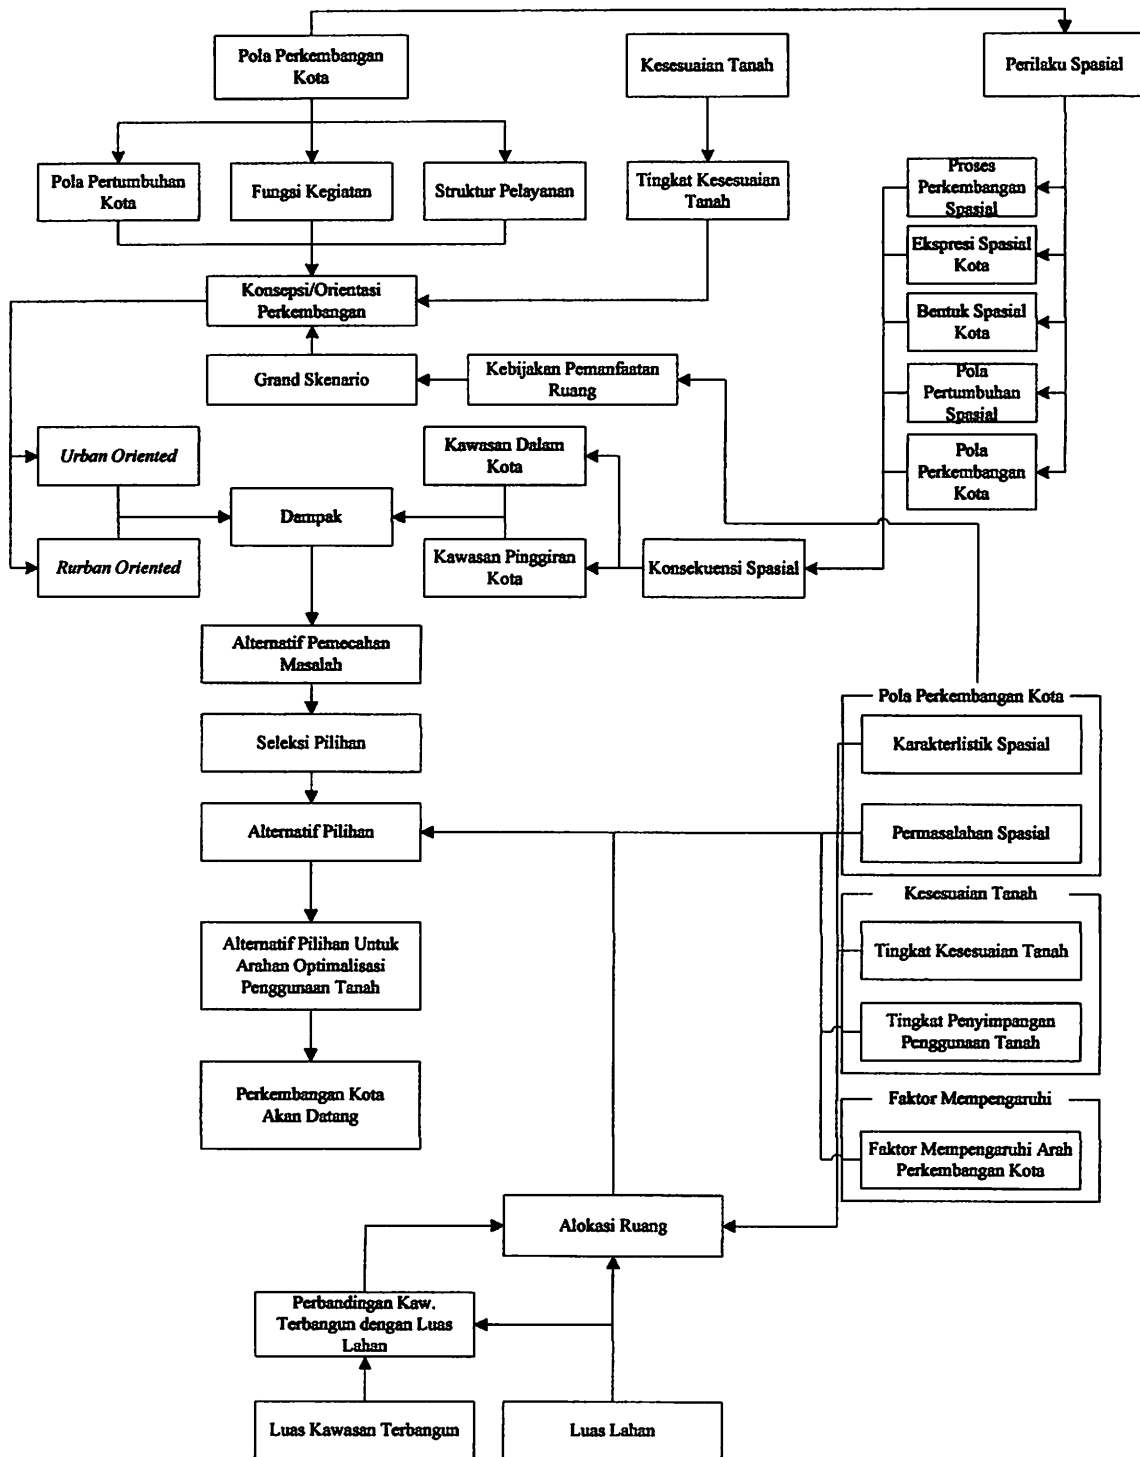 Pola Perkembangan
Kota
Kesesuaian Tanah
Perilaku Spasial
Pola Pertumbuhan
Kota
Fungsi Kegiatan
Struktur Pelayanan
Tingkat Kesesuaian
Tanah
Proses
Perkembangan
Spasial
Ekspresi Spasial
Kota
Bentuk Spasial
Kota
Pola
Pertumbuhan
Spasial
Pola
Perkembangan
Kota
Konsepsi/Orientasi
Perkembangan
Grand Skenario
Kebijakan Pemanfaatan
Ruang
Urban Oriented
Kawasan Dalam
Kota
Dampak
Rurban Oriented
Kawasan Pinggiran
Kota
Konsekuensi Spasial
Alternatif Pemecahan
Masalah
Seleksi Pilihan
Alternatif Pilihan
Alternatif Pilihan Untuk
Arahan Optimalisasi
Penggunaan Tanah
Perkembangan Kota
Akan Datang
Pola Perkembangan Kota
Karakterlistik Spasial
Permasalahan Spasial
Kesesuaian Tanah
Tingkat Kesesuaian Tanah
Tingkat Penyimpangan
Penggunaan Tanah
Faktor Mempengaruhi
Faktor Mempengaruhi Arah
Perkembangan Kota
Alokasi Ruang
Perbandingan Kaw.
Terbangun dengan Luas
Lahan
Luas Kawasan Terbangun
Luas Lahan